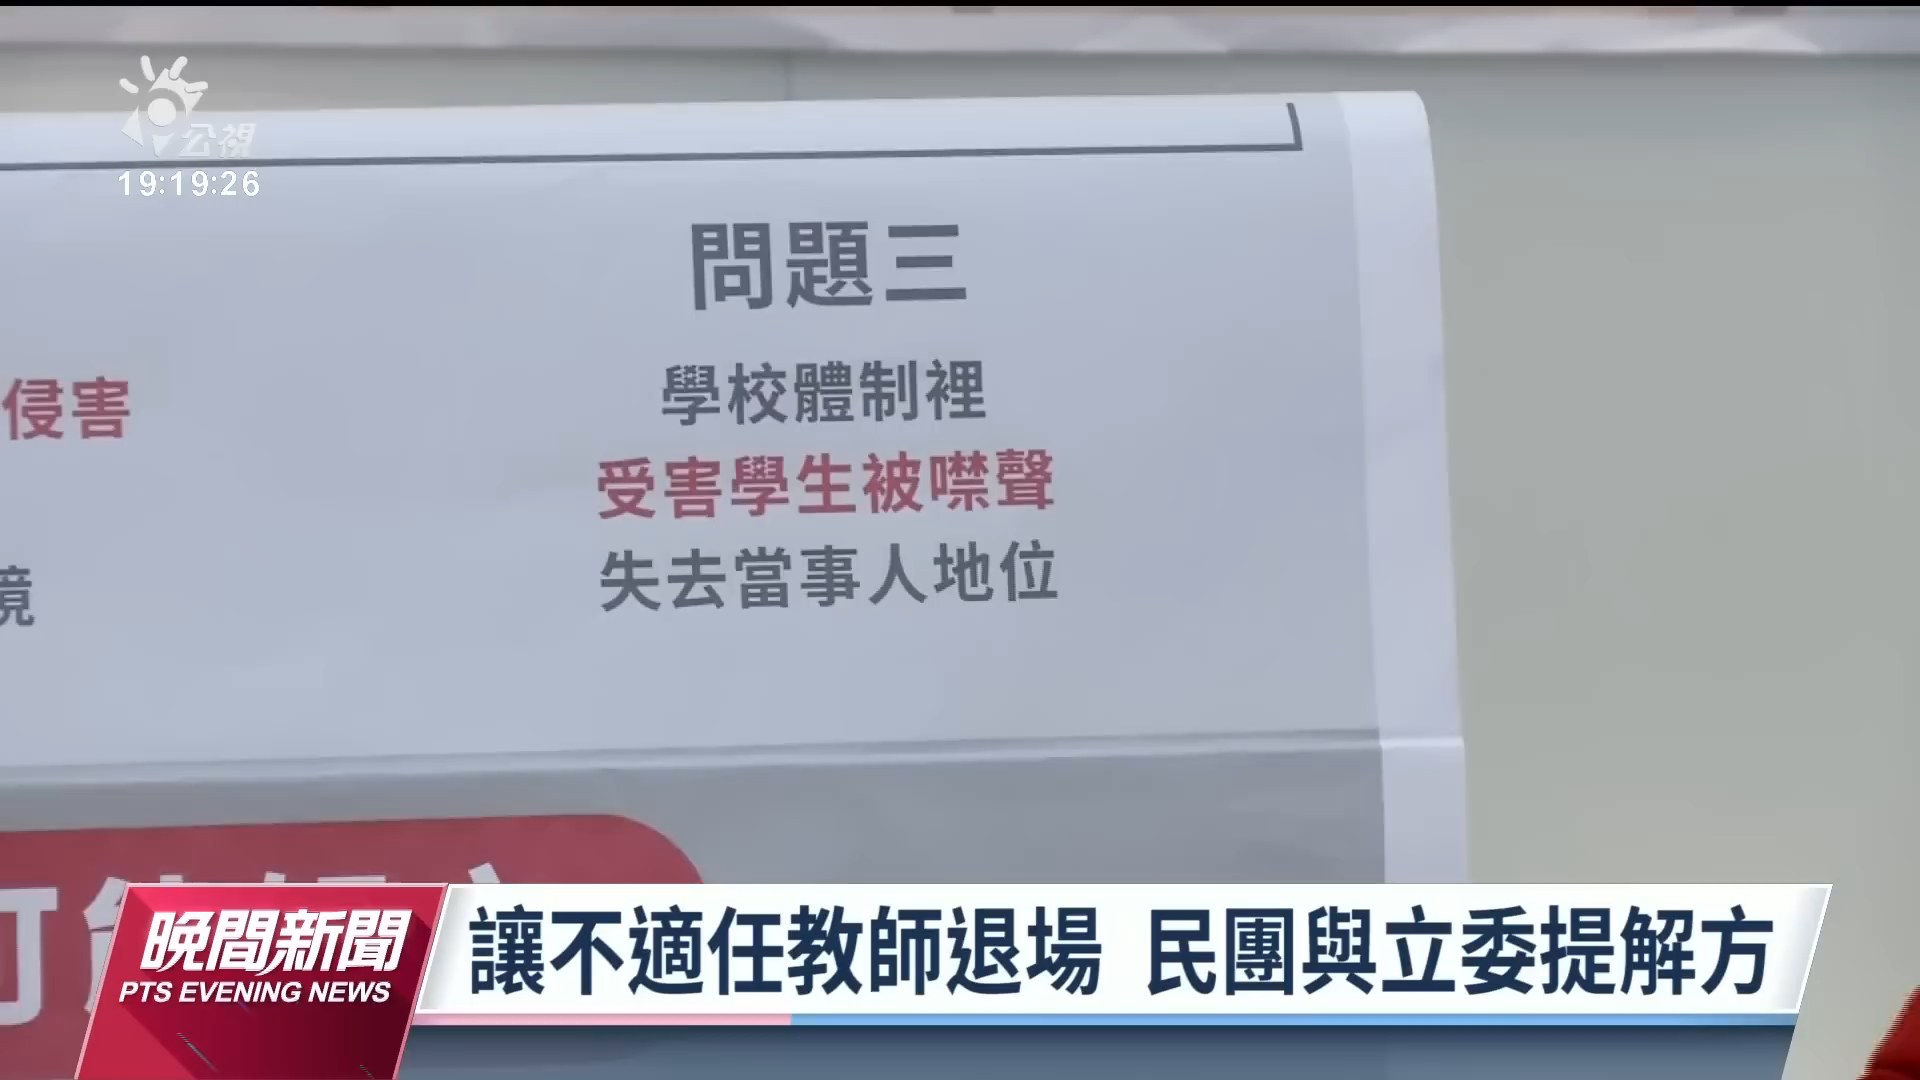 公視
19:19:26
問題三
侵害
學校體制裡
受害學生被噤聲
境
失去當事人地位
晚間新聞
PTS EVENING NEWS
讓不適任教師退場 民團與立委提解方